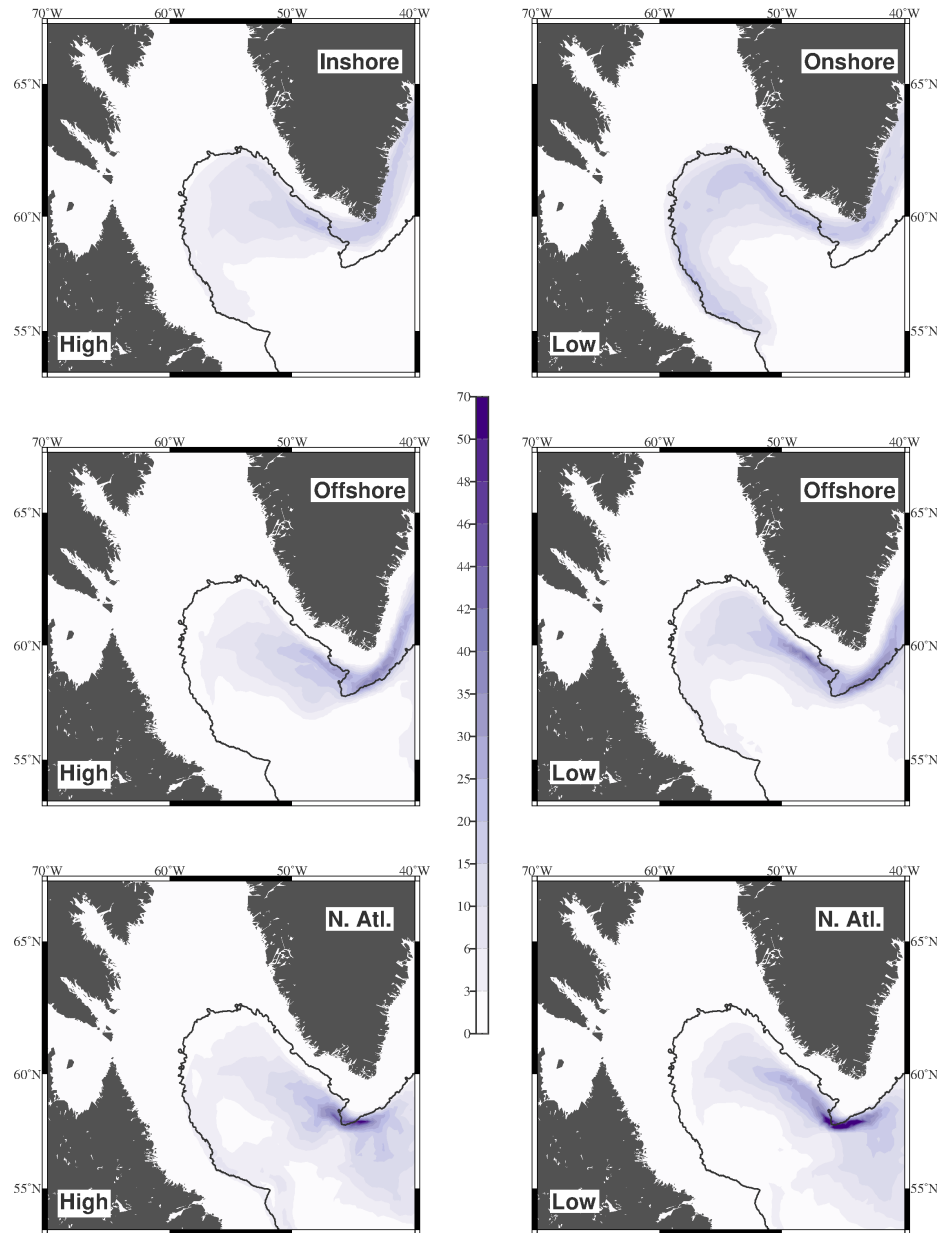 70˚W 60˚W 50˚W 40˚W 70˚W 60˚W 50˚W 40˚W
Inshore Onshore
65˚N 65˚N
60˚N 60˚N
55˚N 55˚N
High Low
70
70˚W 60˚W 50˚W 40˚W 50 70˚W 60˚W 50˚W 40˚W
Offshore 48 Offshore
65˚N 46 65˚N
44
42
60˚N 40 60˚N
35
30
55˚N 25 55˚N
High Low
20
70˚W 60˚W 50˚W 40˚W 15 70˚W 60˚W 50˚W 40˚W
10
N. Atl. N. Atl.
65˚N 6 65˚N
3
0
60˚N 60˚N
55˚N 55˚N
High Low